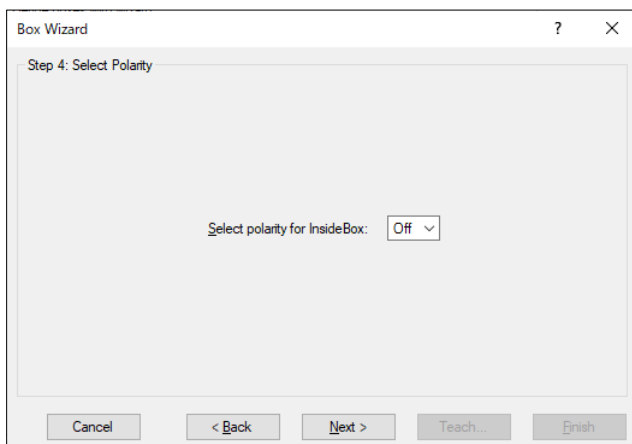 Box Wizard ?
Step 4: Select Polarity
Select polarity for InsideBox: Off
Cancel < Back Next > Teach... Finish